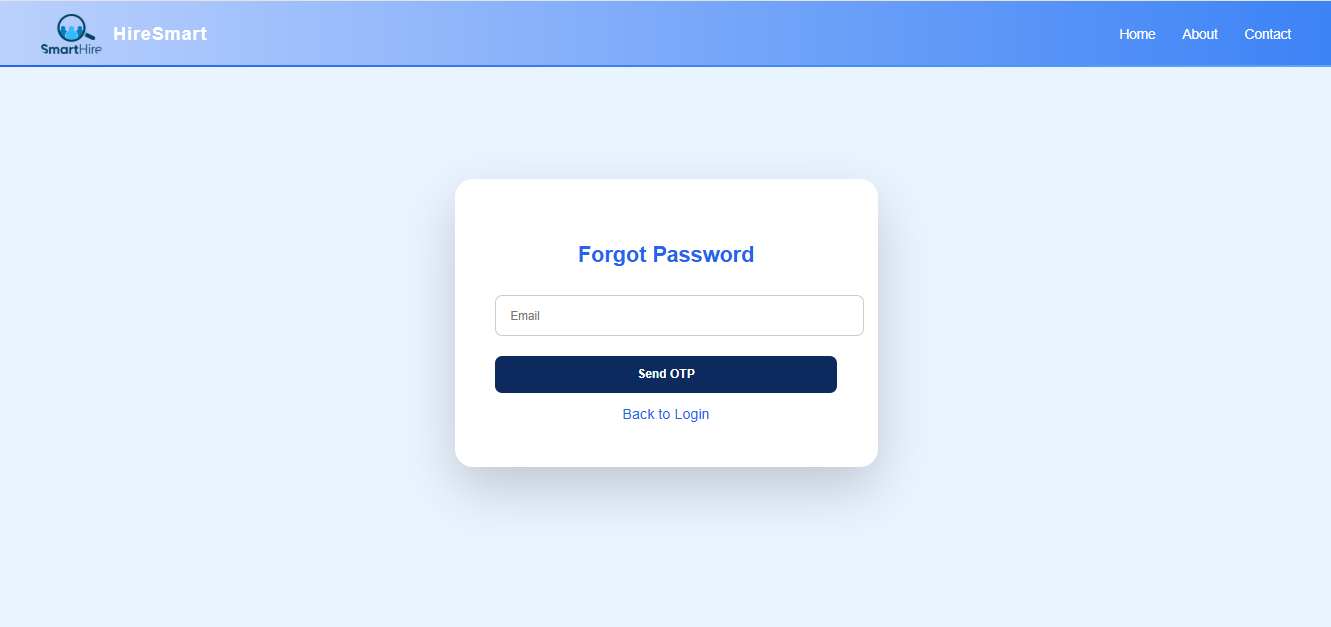 SmartHire
HireSmart
Home About Contact
Forgot Password
Email
Send OTP
Back to Login